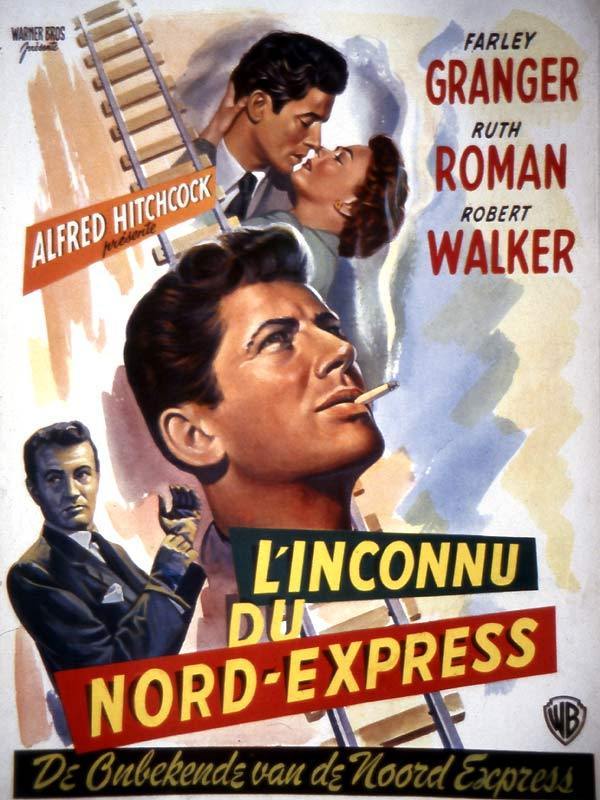 WARNER BROS
Présente
FARLEY
GRANGER
RUTH
ROMAN
ROBERT
WALKER
ALFRED HITCHCOCK
présente
L'INCONNU
DU
NORD-EXPRESS
WB
De Onbekende van de Noord Express